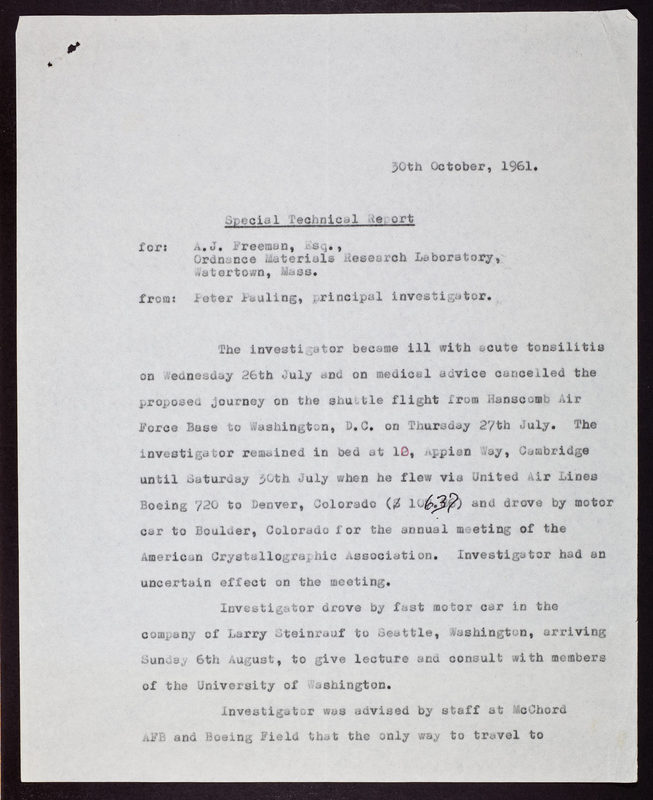 30th October, 1961.
Special Technical Report
for: A.J. Freeman, Esq.,
Ordnance Materials Research Laboratory,
Watertown, Mass.
from: Peter Pauling, principal investigator.
The investigator became ill with acute tonsilitis
on Wednesday 26th July and on medical advice cancelled the
proposed journey on the shuttle flight from Hanscomb Air
Force Base to Washington, D.C. on Thursday 27th July. The
investigator remained in bed at 10, Appian Way, Cambridge
until Saturday 30th July when he flew via United Air Lines
Boeing 720 to Denver, Colorado ($ 106.37) and drove by motor
car to Boulder, Colorado for the annual meeting of the
American Crystallographic Association. Investigator had an
uncertain effect on the meeting.
Investigator drove by fast motor car in the
company of Larry Steinrauf to Seattle, Washington, arriving
Sunday 6th August, to give lecture and consult with members
of the University of Washington.
Investigator was advised by staff at McChord
AFB and Boeing Field that the only way to travel to